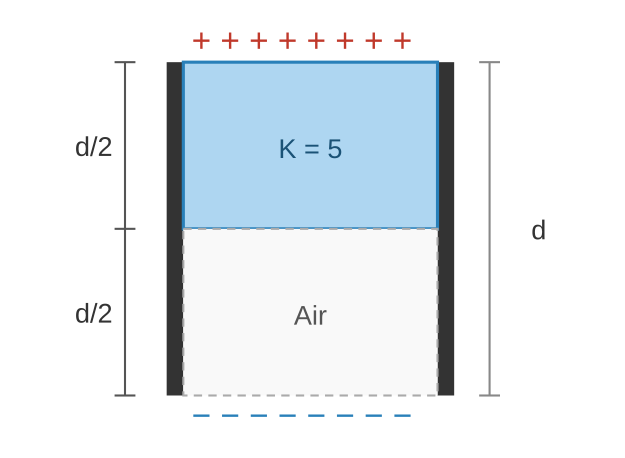 + + + + + + + +
d/2
K = 5
d
d/2
Air
− − − − − − − −